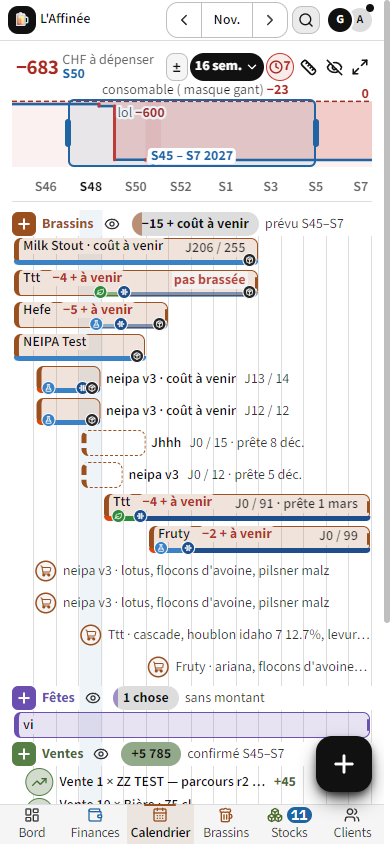 L'Affinée
Nov.
G A
−683 CHF à dépenser S50
± 16 sem. 7
consomable ( masque gant) −23
0
lol −600
S45 – S7 2027
S46 S48 S50 S52 S1 S3 S5 S7
Brassins −15 + coût à venir prévu S45–S7
Milk Stout · coût à venir J206 / 255
Ttt −4 + à venir pas brassée
Hefe −5 + à venir
NEIPA Test
neipa v3 · coût à venir J13 / 14
neipa v3 · coût à venir J12 / 12
Jhhh J0 / 15 · prête 8 déc.
neipa v3 J0 / 12 · prête 5 déc.
Ttt −4 + à venir J0 / 91 · prête 1 mars
Fruty −2 + à venir J0 / 99
neipa v3 : lotus, flocons d'avoine, pilsner malz
neipa v3 : lotus, flocons d'avoine, pilsner malz
Ttt · cascade, houblon idaho 7 12.7%, levur…
Fruty · ariana, flocons d'avoine…
Fêtes 1 chose sans montant
vi
Ventes +5 785 confirmé S45–S7
Vente 1 × ZZ TEST — parcours r2 … +45
Vente 10 × Bière · 75 cl
Bord Finances Calendrier Brassins Stocks 11 Clients